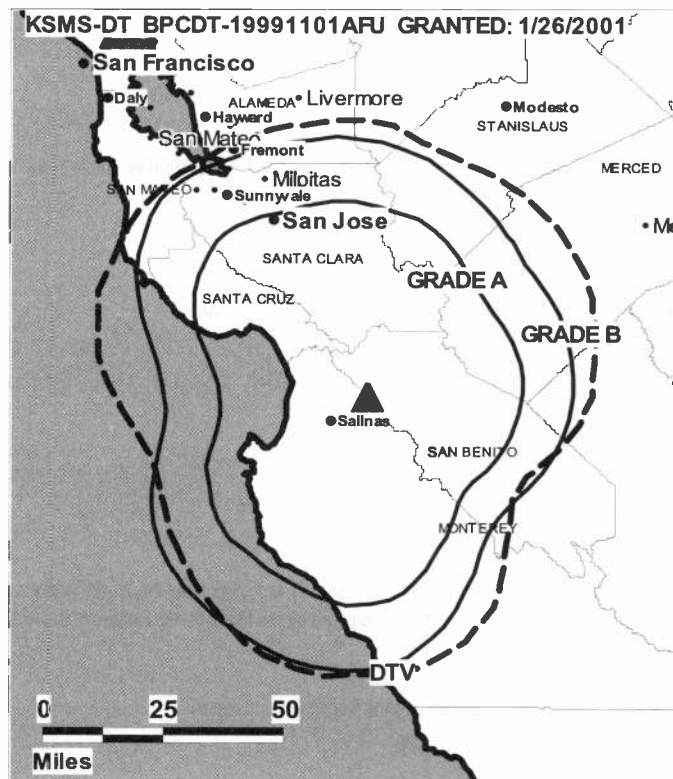 KSMS-DT BPCDT-19991101AFU GRANTED: 1/26/2001
San Francisco
Daly
ALAMEDA
Livermore
Hayward
Modesto
STANISLAUS
San Mateo
Fremont
MERCED
SAN MATEO
Milpitas
Sunnyvale
Me
San Jose
SANTA CLARA
GRADE A
SANTA CRUZ
GRADE B
Salinas
SAN BENITO
MONTEREY
DTV
0 25 50
Miles